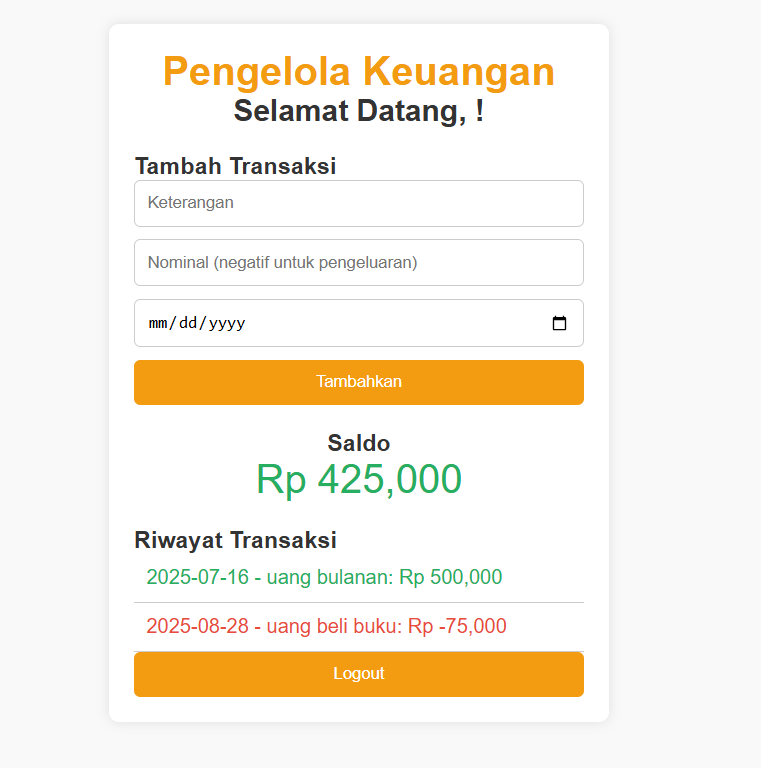 Pengelola Keuangan
Selamat Datang, !
Tambah Transaksi
Keterangan
Nominal (negatif untuk pengeluaran)
mm/dd/yyyy
Tambahkan
Saldo
Rp 425,000
Riwayat Transaksi
2025-07-16 - uang bulanan: Rp 500,000
2025-08-28 - uang beli buku: Rp -75,000
Logout